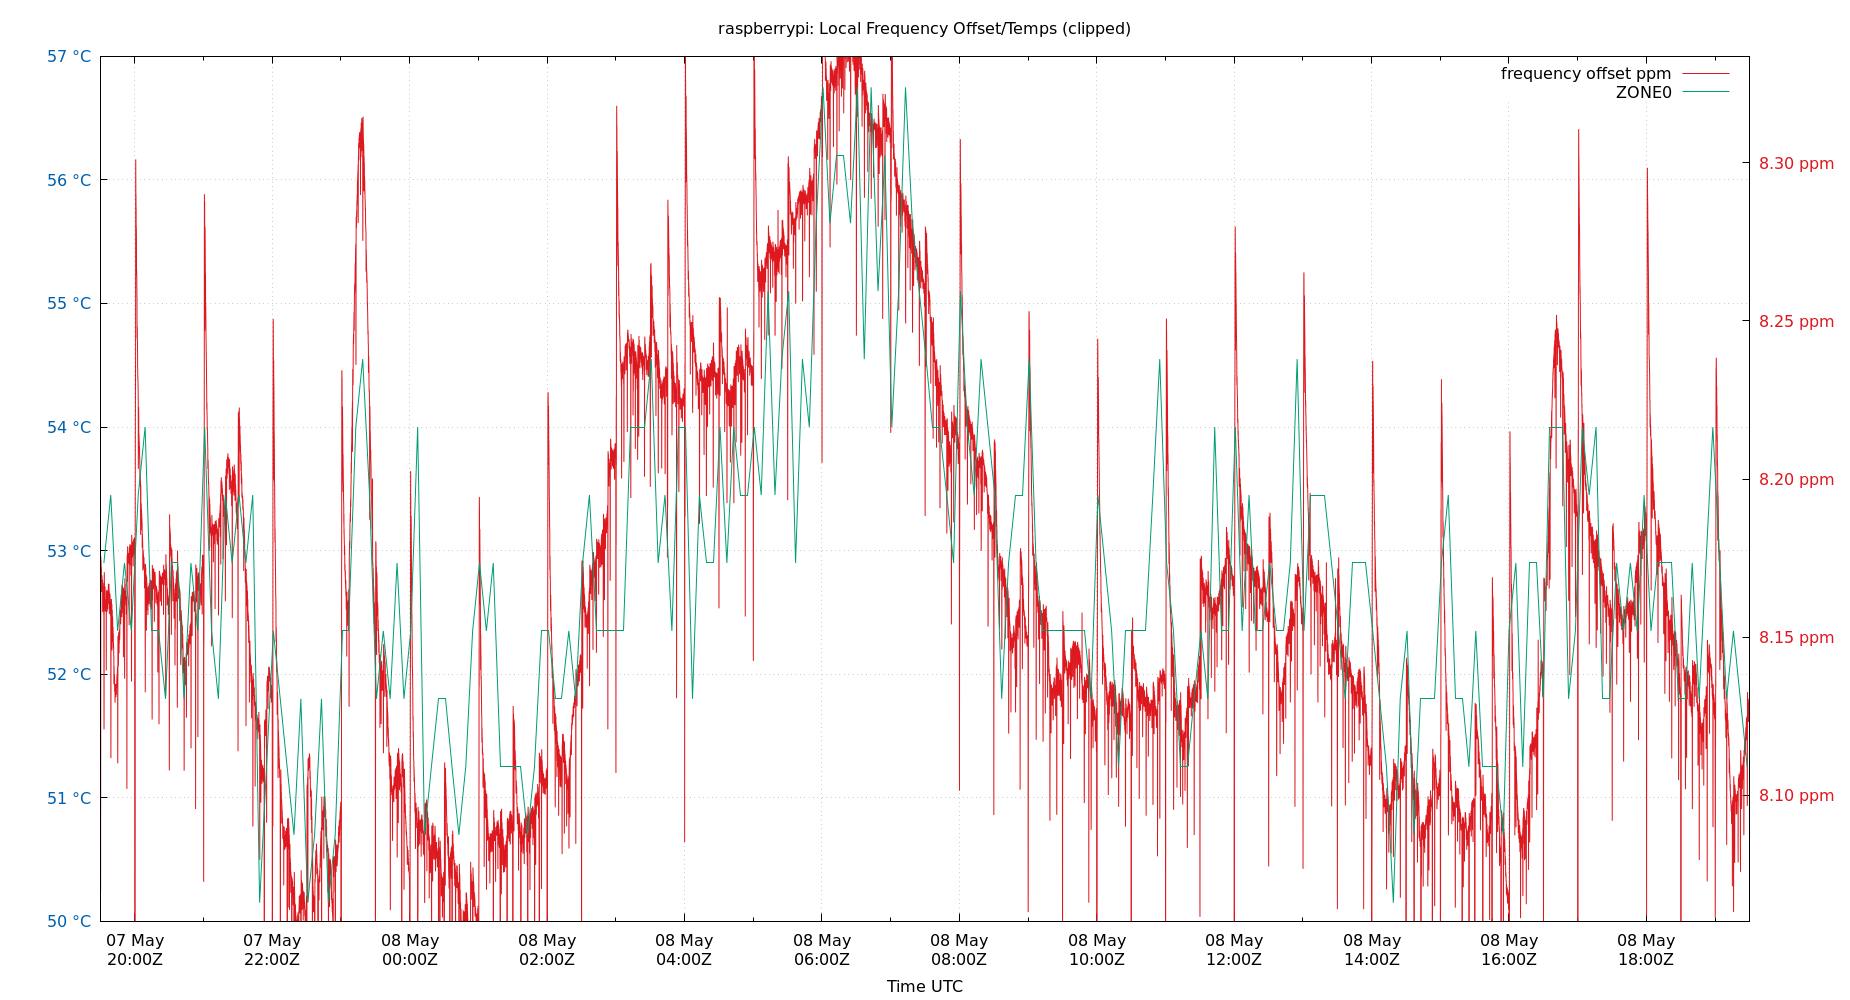 raspberrypi: Local Frequency Offset/Temps (clipped)
frequency offset ppm
ZONE0
57 °C
56 °C
55 °C
54 °C
53 °C
52 °C
51 °C
50 °C
8.30 ppm
8.25 ppm
8.20 ppm
8.15 ppm
8.10 ppm
07 May
20:00Z
07 May
22:00Z
08 May
00:00Z
08 May
02:00Z
08 May
04:00Z
08 May
06:00Z
08 May
08:00Z
08 May
10:00Z
08 May
12:00Z
08 May
14:00Z
08 May
16:00Z
08 May
18:00Z
Time UTC